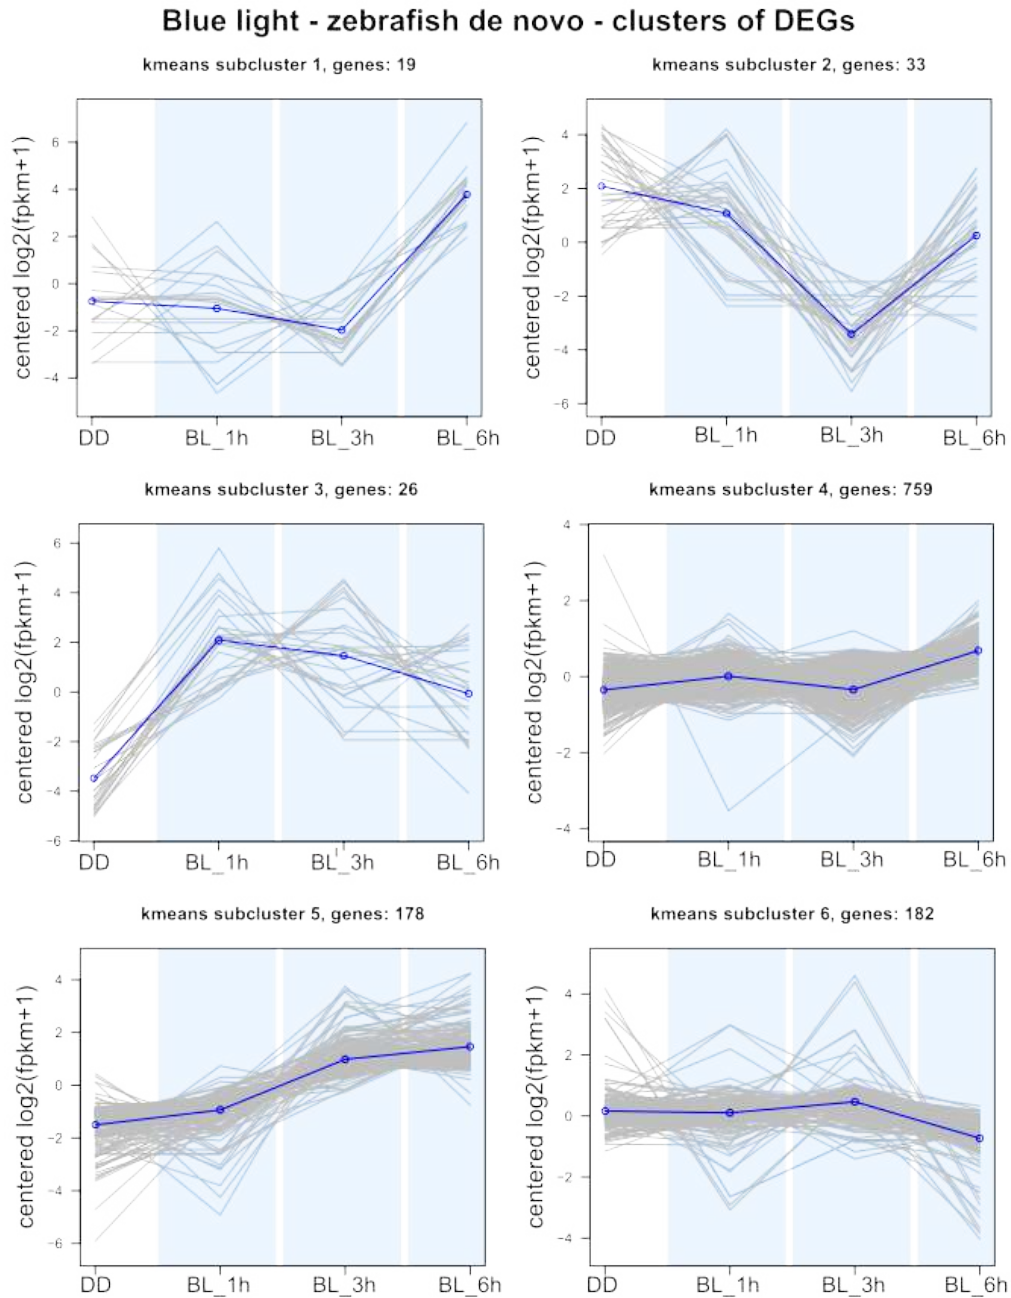 Blue light - zebrafish de novo - clusters of DEGs
kmeans subcluster 1, genes: 19
centered log2(fpkm+1)
6
4
2
0
−2
−4
DD BL_1h BL_3h BL_6h
kmeans subcluster 2, genes: 33
centered log2(fpkm+1)
4
2
0
−2
−4
−6
DD BL_1h BL_3h BL_6h
kmeans subcluster 3, genes: 26
centered log2(fpkm+1)
6
4
2
0
−2
−4
−6
DD BL_1h BL_3h BL_6h
kmeans subcluster 4, genes: 759
centered log2(fpkm+1)
4
2
0
−2
−4
DD BL_1h BL_3h BL_6h
kmeans subcluster 5, genes: 178
centered log2(fpkm+1)
4
2
0
−2
−4
−6
DD BL_1h BL_3h BL_6h
kmeans subcluster 6, genes: 182
centered log2(fpkm+1)
4
2
0
−2
−4
DD BL_1h BL_3h BL_6h